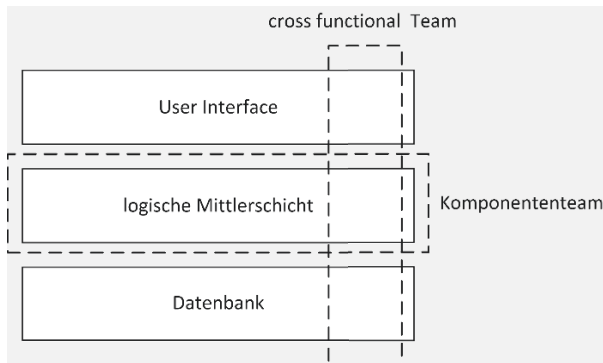 cross functional Team
User Interface
logische Mittlerschicht
Komponententeam
Datenbank